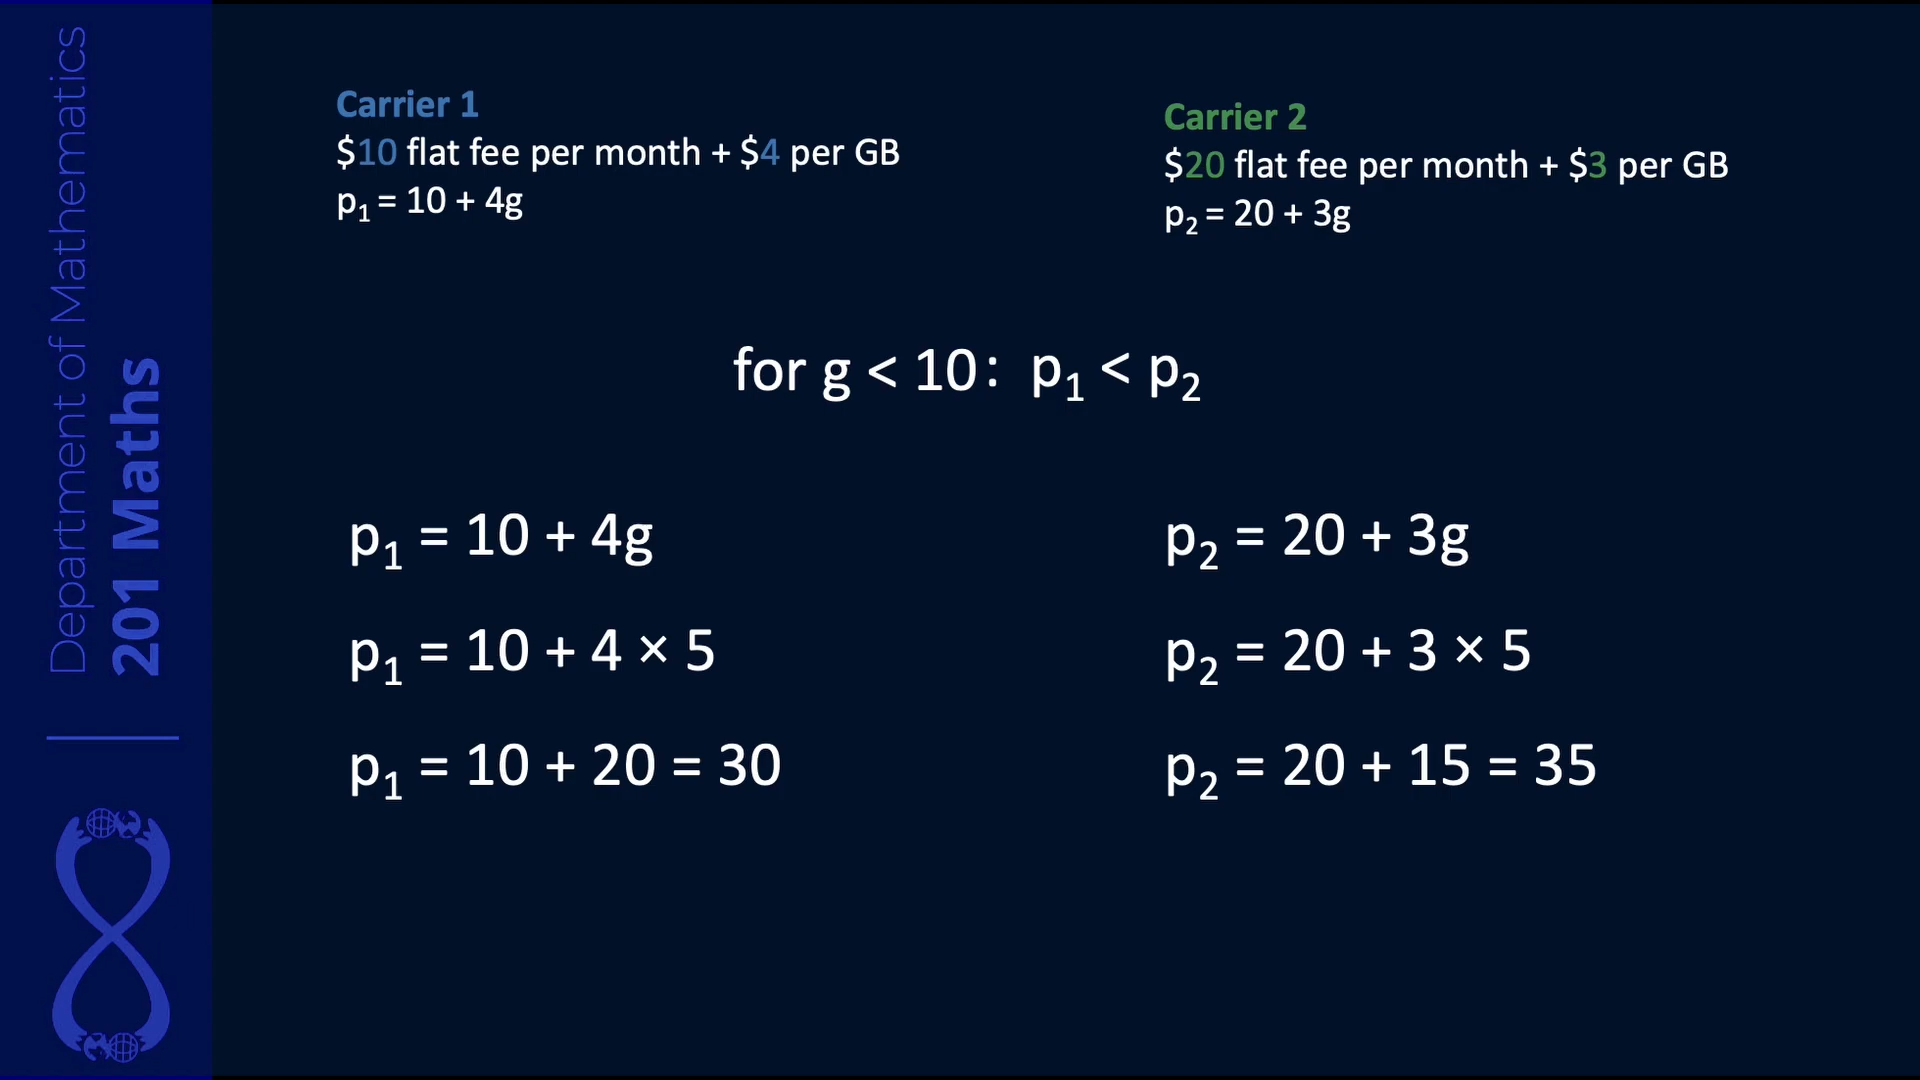 Department of Mathematics
201 Maths
Carrier 1
$10 flat fee per month + $4 per GB
p₁ = 10 + 4g
Carrier 2
$20 flat fee per month + $3 per GB
p₂ = 20 + 3g
for g < 10: p₁ < p₂
p₁ = 10 + 4g
p₁ = 10 + 4 × 5
p₁ = 10 + 20 = 30
p₂ = 20 + 3g
p₂ = 20 + 3 × 5
p₂ = 20 + 15 = 35